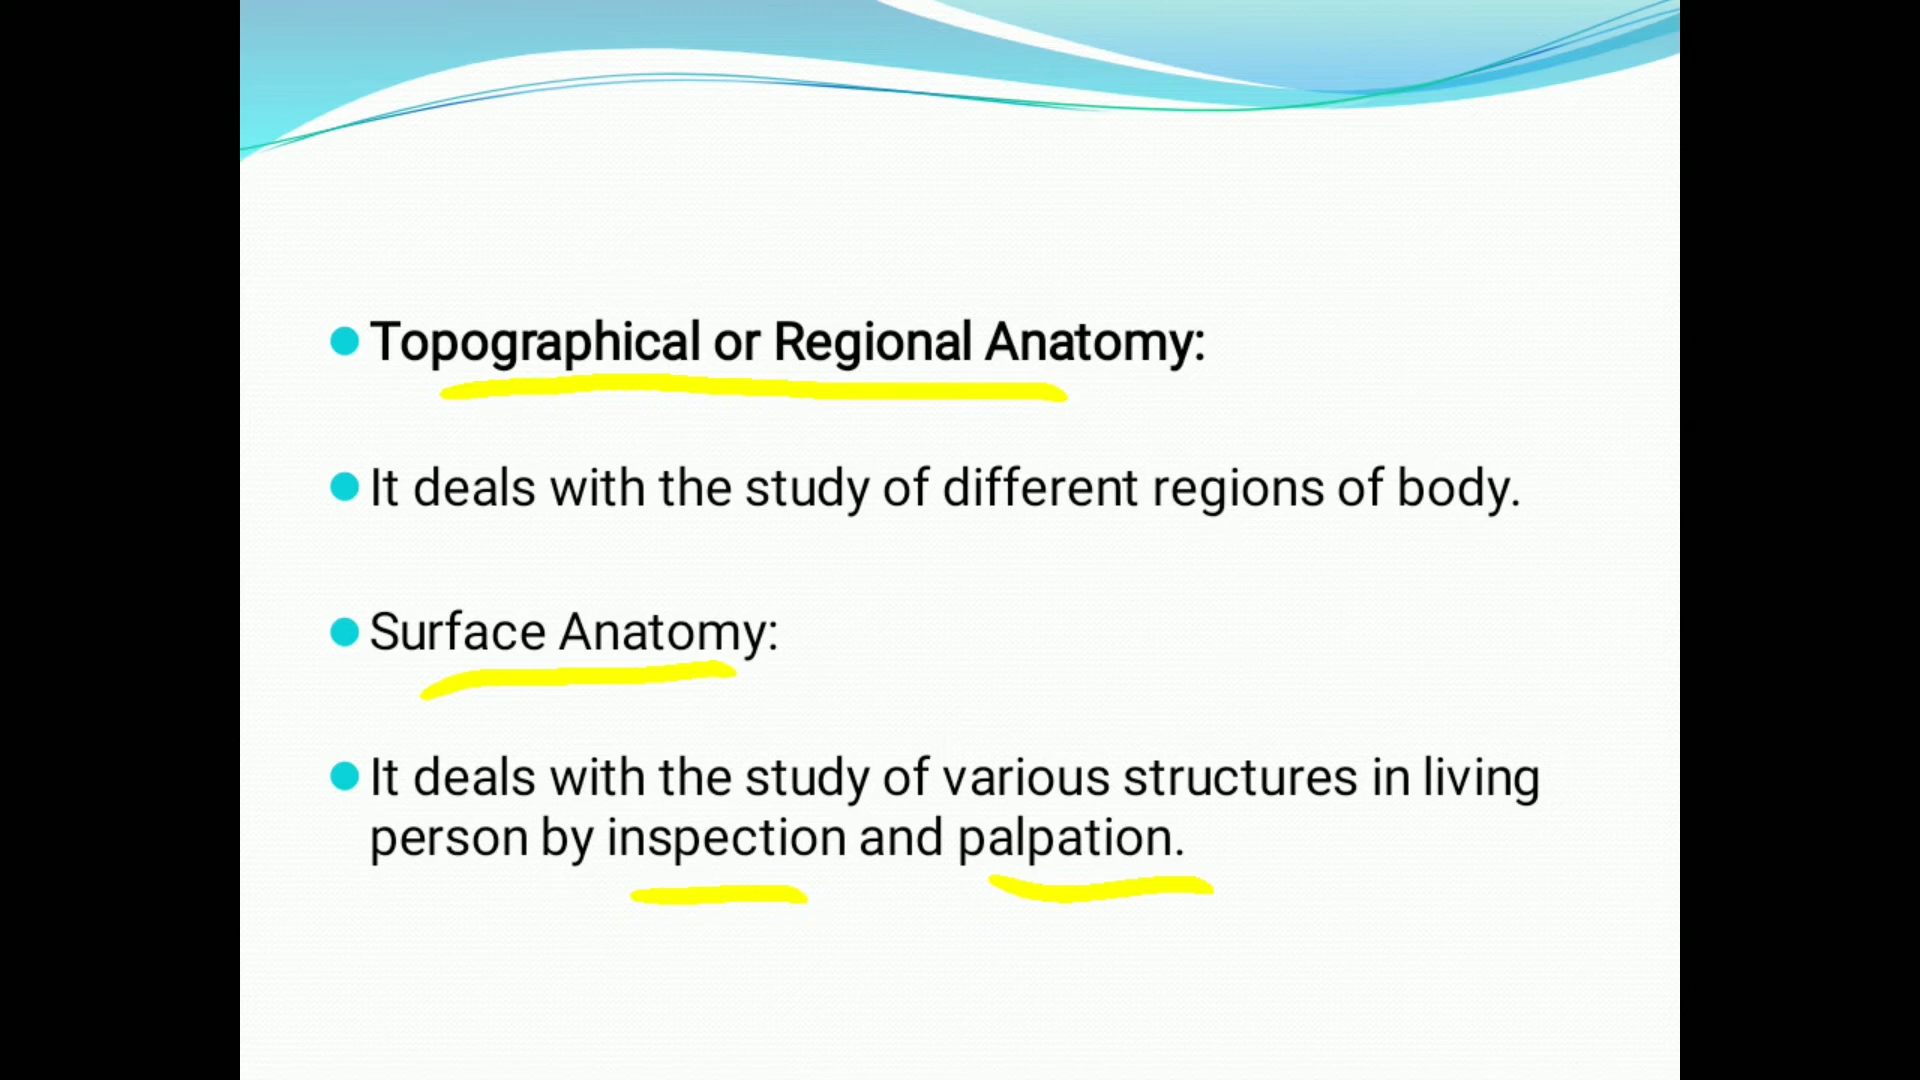 Topographical or Regional Anatomy:
It deals with the study of different regions of body.
Surface Anatomy:
It deals with the study of various structures in living
person by inspection and palpation.